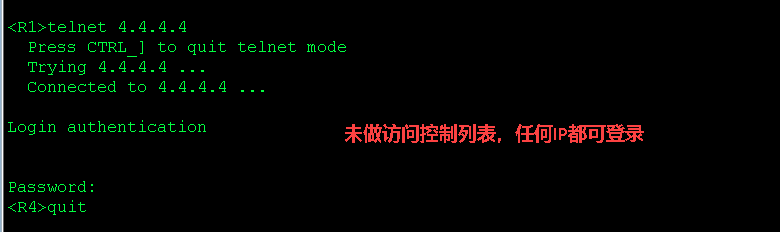 <R1>telnet 4.4.4.4
Press CTRL_] to quit telnet mode
Trying 4.4.4.4 ...
Connected to 4.4.4.4 ...
Login authentication
未做访问控制列表，任何IP都可登录
Password:
<R4>quit